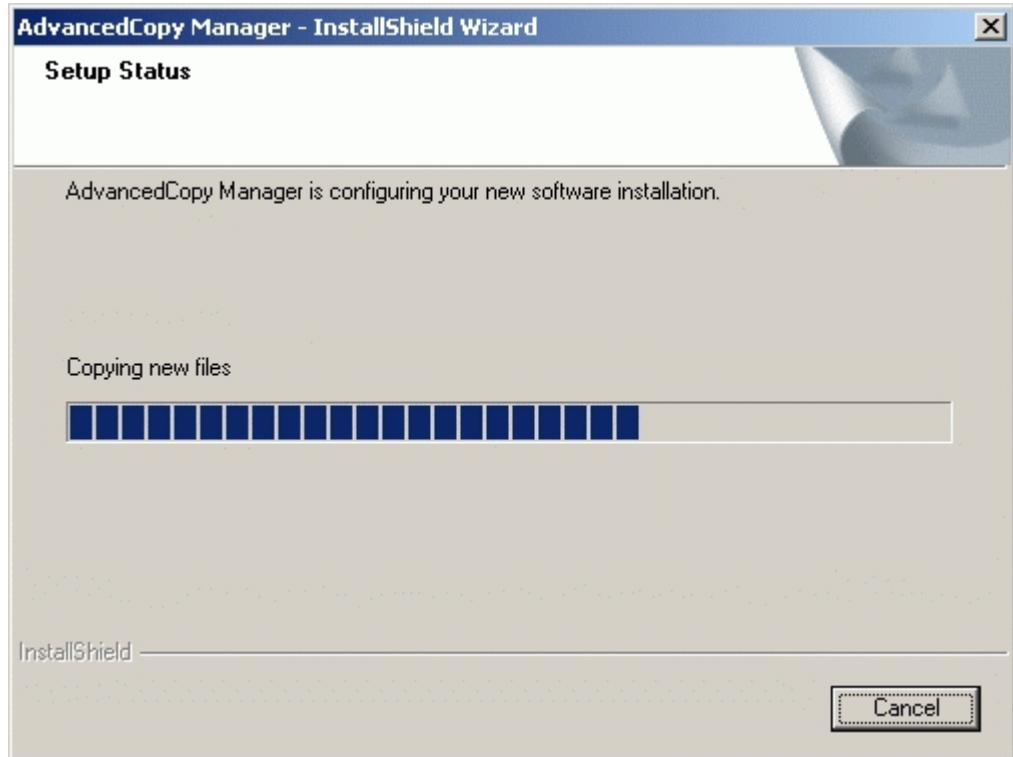 AdvancedCopy Manager - InstallShield Wizard
Setup Status
AdvancedCopy Manager is configuring your new software installation.
Copying new files
InstallShield
Cancel